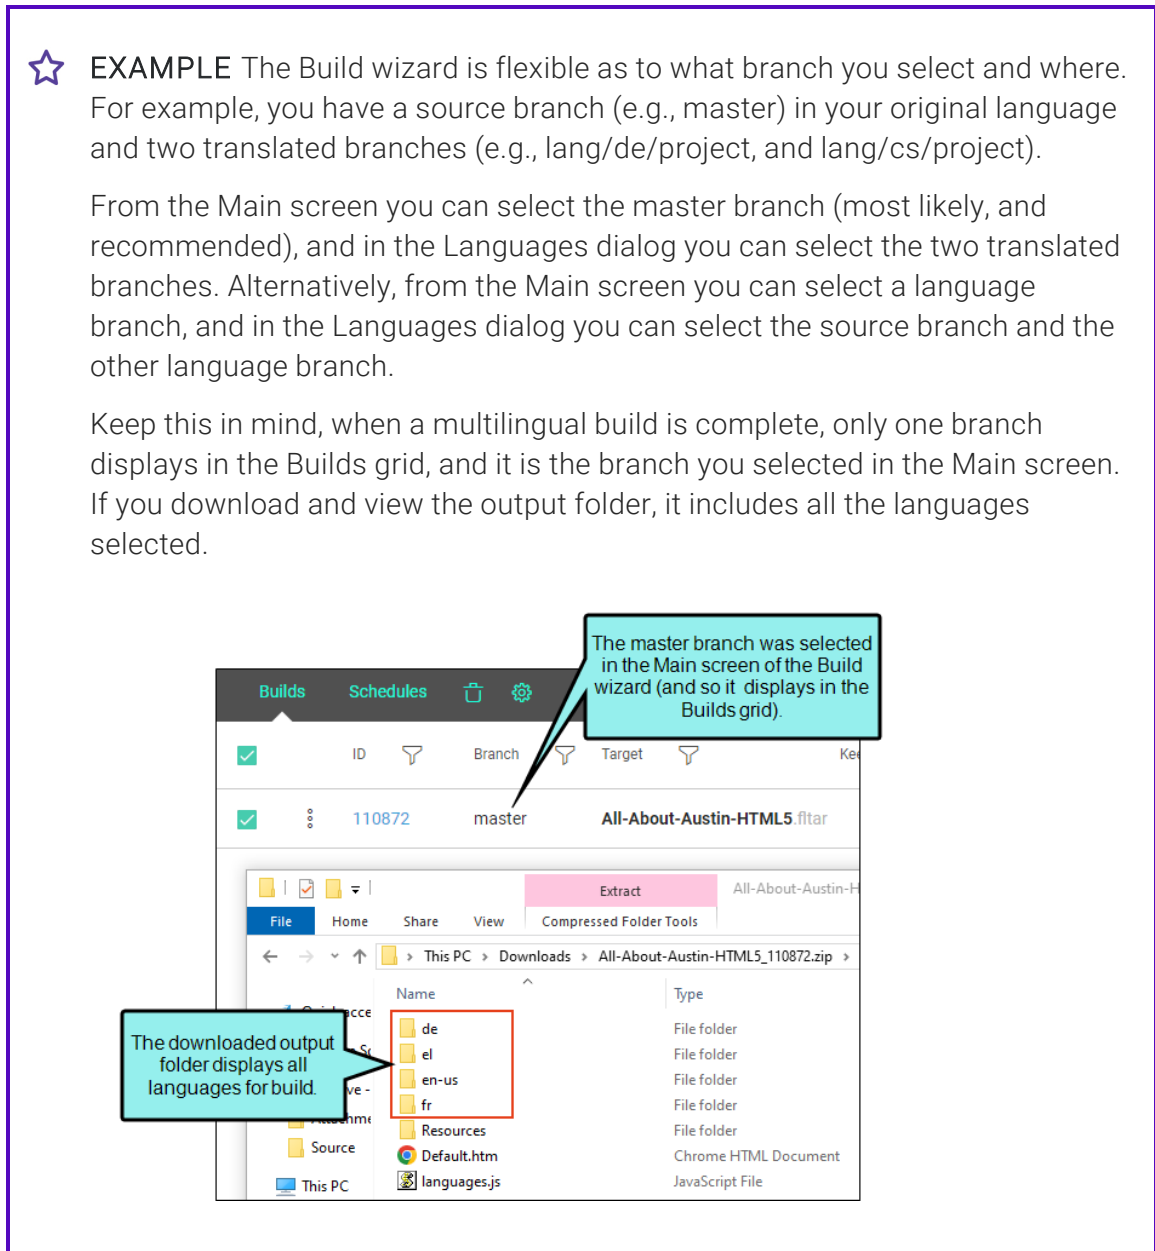 EXAMPLE The Build wizard is flexible as to what branch you select and where.
For example, you have a source branch (e.g., master) in your original language
and two translated branches (e.g., lang/de/project, and lang/cs/project).
From the Main screen you can select the master branch (most likely, and
recommended), and in the Languages dialog you can select the two translated
branches. Alternatively, from the Main screen you can select a language
branch, and in the Languages dialog you can select the source branch and the
other language branch.
Keep this in mind, when a multilingual build is complete, only one branch
displays in the Builds grid, and it is the branch you selected in the Main screen.
If you download and view the output folder, it includes all the languages
selected.
The master branch was selected
in the Main screen of the Build
wizard (and so it displays in the
Builds grid).
Builds Schedules
ID Branch Target Kee
110872 master All-About-Austin-HTML5.fltar
Extract All-About-Austin-H
File Home Share View Compressed Folder Tools
This PC > Downloads > All-About-Austin-HTML5_110872.zip >
Name Type
The downloaded output
folder displays all
languages for build.
de File folder
el File folder
en-us File folder
fr File folder
Resources File folder
Source Default.htm Chrome HTML Document
This PC languages.js JavaScript File